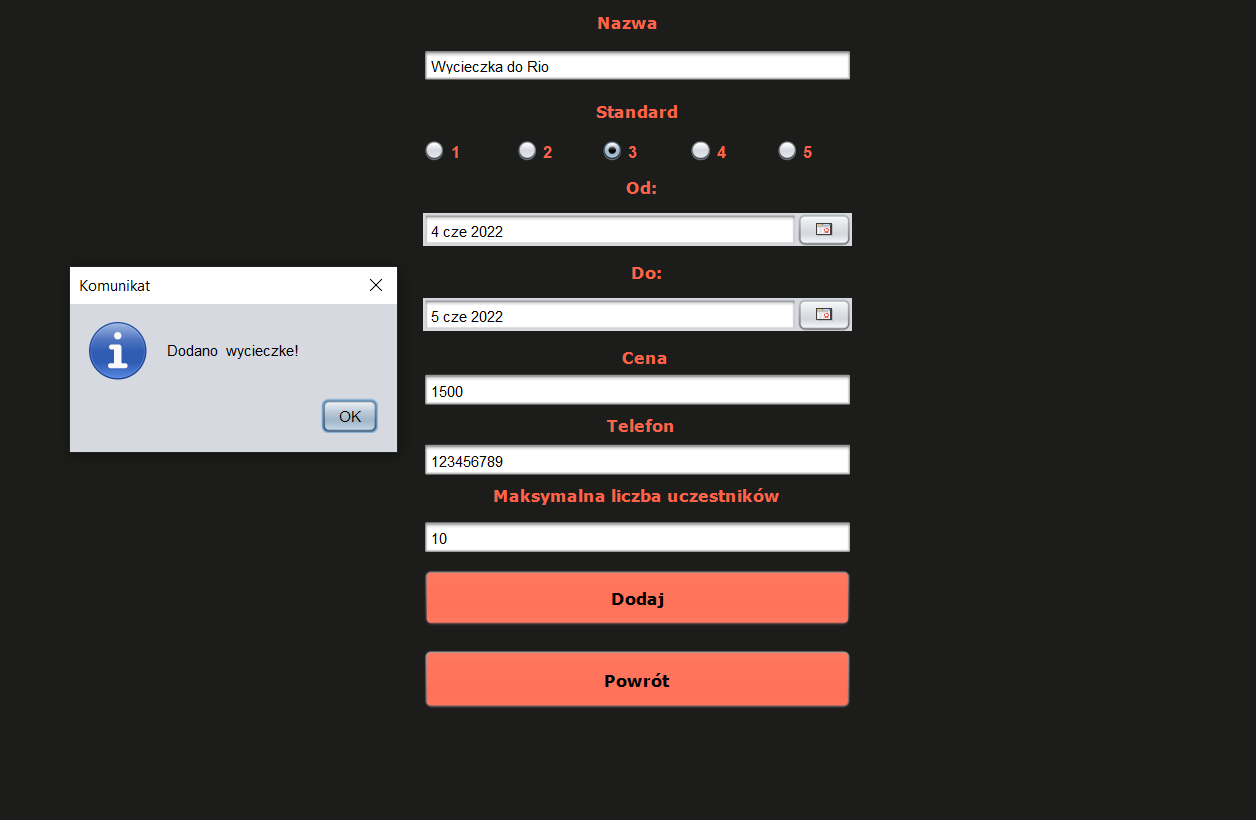 Nazwa
Wycieczka do Rio
Standard
1 2 3 4 5
Od:
4 cze 2022
Do:
5 cze 2022
Komunikat
Dodano  wycieczke!
OK
Cena
1500
Telefon
123456789
Maksymalna liczba uczestników
10
Dodaj
Powrót